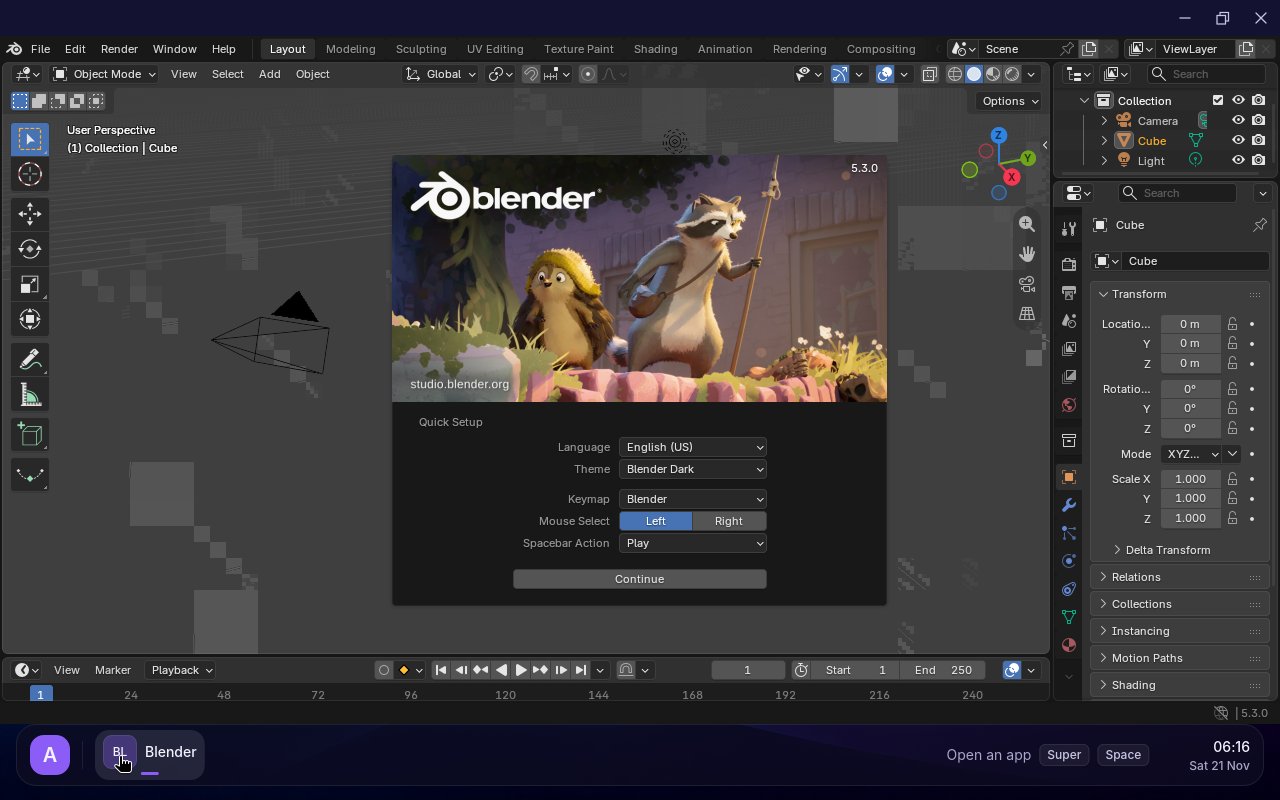 File Edit Render Window Help Layout Modeling Sculpting UV Editing Texture Paint Shading Animation Rendering Compositing Scene ViewLayer
Object Mode View Select Add Object Global Search
Options
Collection
Camera
Cube
Light
User Perspective
(1) Collection | Cube
Z
Y
X
5.3.0
blender
studio.blender.org
Quick Setup
Language English (US)
Theme Blender Dark
Keymap Blender
Mouse Select Left Right
Spacebar Action Play
Continue
Search
Cube
Cube
Transform
Locatio... 0 m
Y 0 m
Z 0 m
Rotatio... 0°
Y 0°
Z 0°
Mode XYZ...
Scale X 1.000
Y 1.000
Z 1.000
Delta Transform
Relations
Collections
Instancing
Motion Paths
Shading
View Marker Playback 1 Start 1 End 250
1 24 48 72 96 120 144 168 192 216 240
5.3.0
A BL Blender Open an app Super Space 06:16
Sat 21 Nov